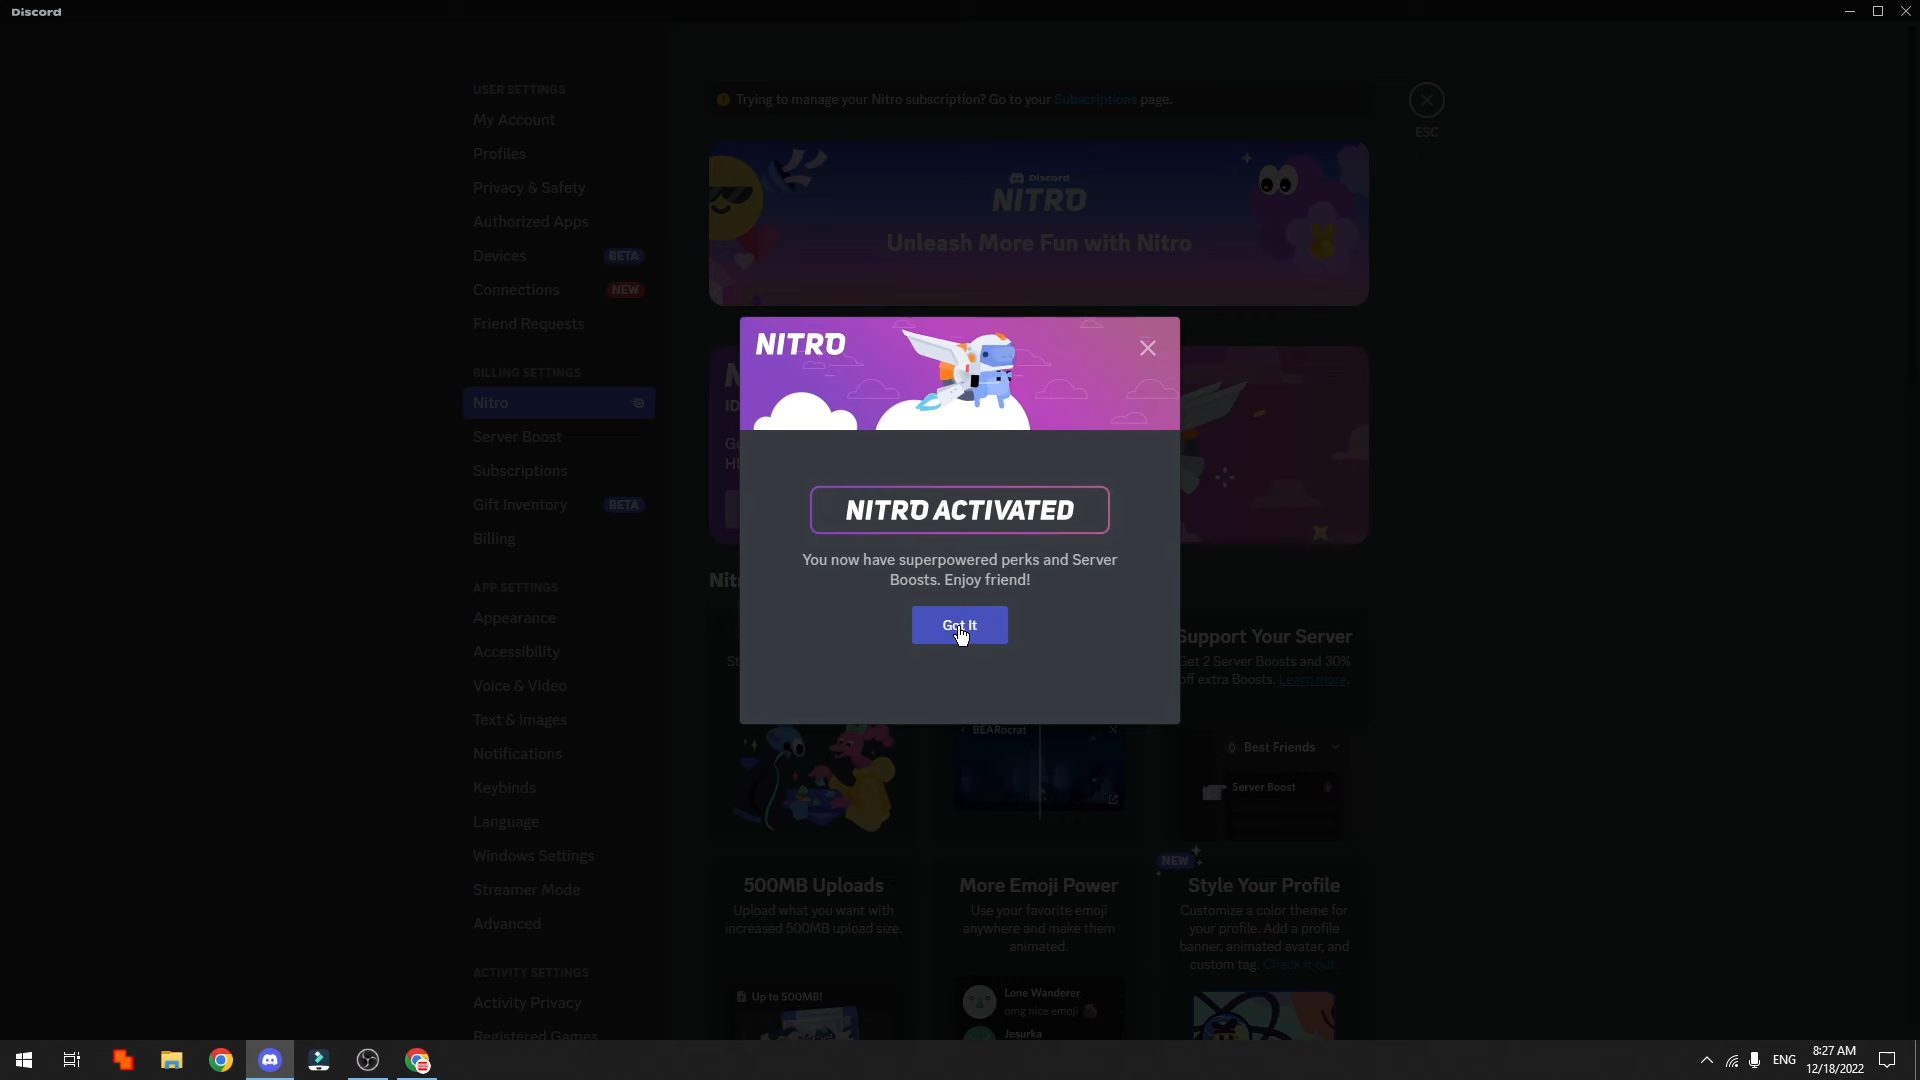 Discord
USER SETTINGS
My Account
Profiles
Privacy & Safety
Authorized Apps
Devices BETA
Connections NEW
Friend Requests
BILLING SETTINGS
Nitro
Server Boost
Subscriptions
Gift Inventory BETA
Billing
APP SETTINGS
Appearance
Accessibility
Voice & Video
Text & Images
Notifications
Keybinds
Language
Windows Settings
Streamer Mode
Advanced
ACTIVITY SETTINGS
Activity Privacy
Registered Games
Trying to manage your Nitro subscription? Go to your Subscriptions page.
ESC
Discord
NITRO
Unleash More Fun with Nitro
NITRO
NITRO ACTIVATED
You now have superpowered perks and Server
Boosts. Enjoy friend!
Got It
Support Your Server
Get 2 Server Boosts and 30%
off extra Boosts. Learn more.
BEARocrat
Best Friends
Server Boost
500MB Uploads
Upload what you want with
increased 500MB upload size.
Up to 500MB!
More Emoji Power
Use your favorite emoji
anywhere and make them
animated.
Lone Wanderer
omg nice emoji
Jesurka
NEW
Style Your Profile
Customize a color theme for
your profile. Add a profile
banner, animated avatar, and
custom tag. Check it out
ENG
8:27 AM
12/18/2022